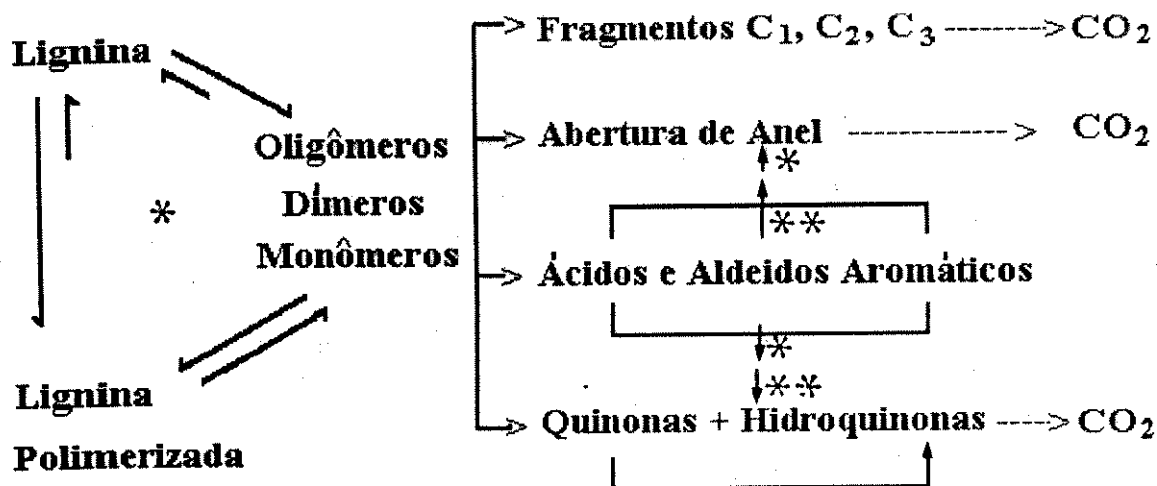 Lignina
Fragmentos C₁, C₂, C₃ --------> CO₂
Oligômeros
Dímeros
Monômeros
Abertura de Anel ------------> CO₂
*
*
**
Ácidos e Aldeidos Aromáticos
*
**
Quinonas + Hidroquinonas ----> CO₂
Lignina
Polimerizada